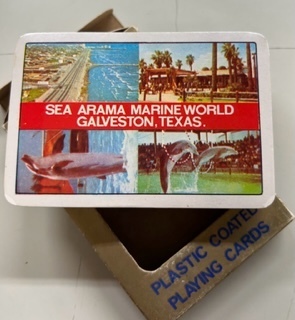 SEA ARAMA MARINE WORLD
GALVESTON, TEXAS.
PLASTIC COATED
PLAYING CARDS